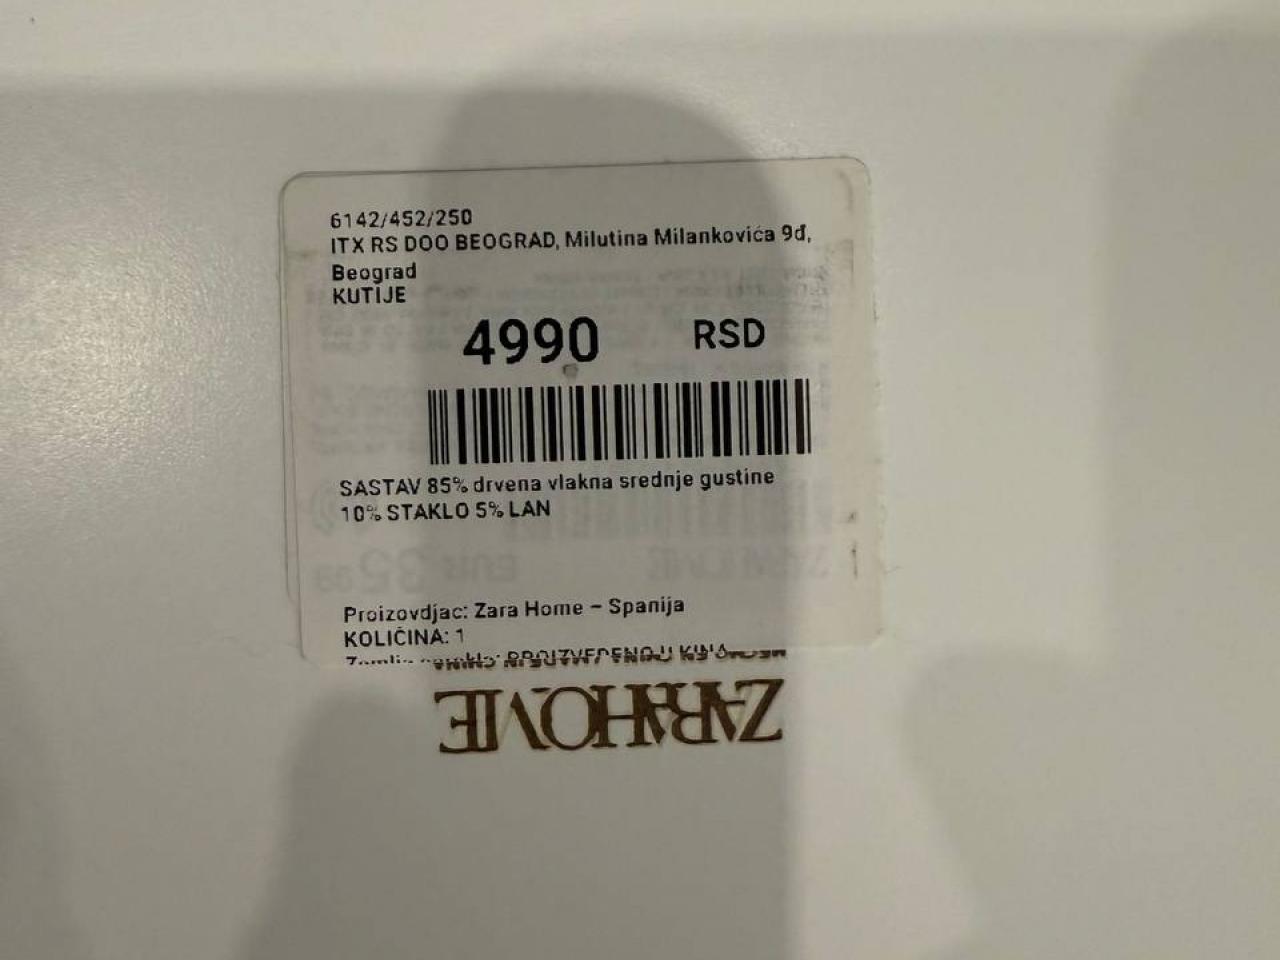 6142/452/250
ITX RS DOO BEOGRAD, Milutina Milankovića 9đ,
Beograd
KUTIJE
4990 RSD
SASTAV 85% drvena vlakna srednje gustine
10% STAKLO 5% LAN
Proizovdjac: Zara Home – Spanija
KOLIČINA: 1
ZARA HOME